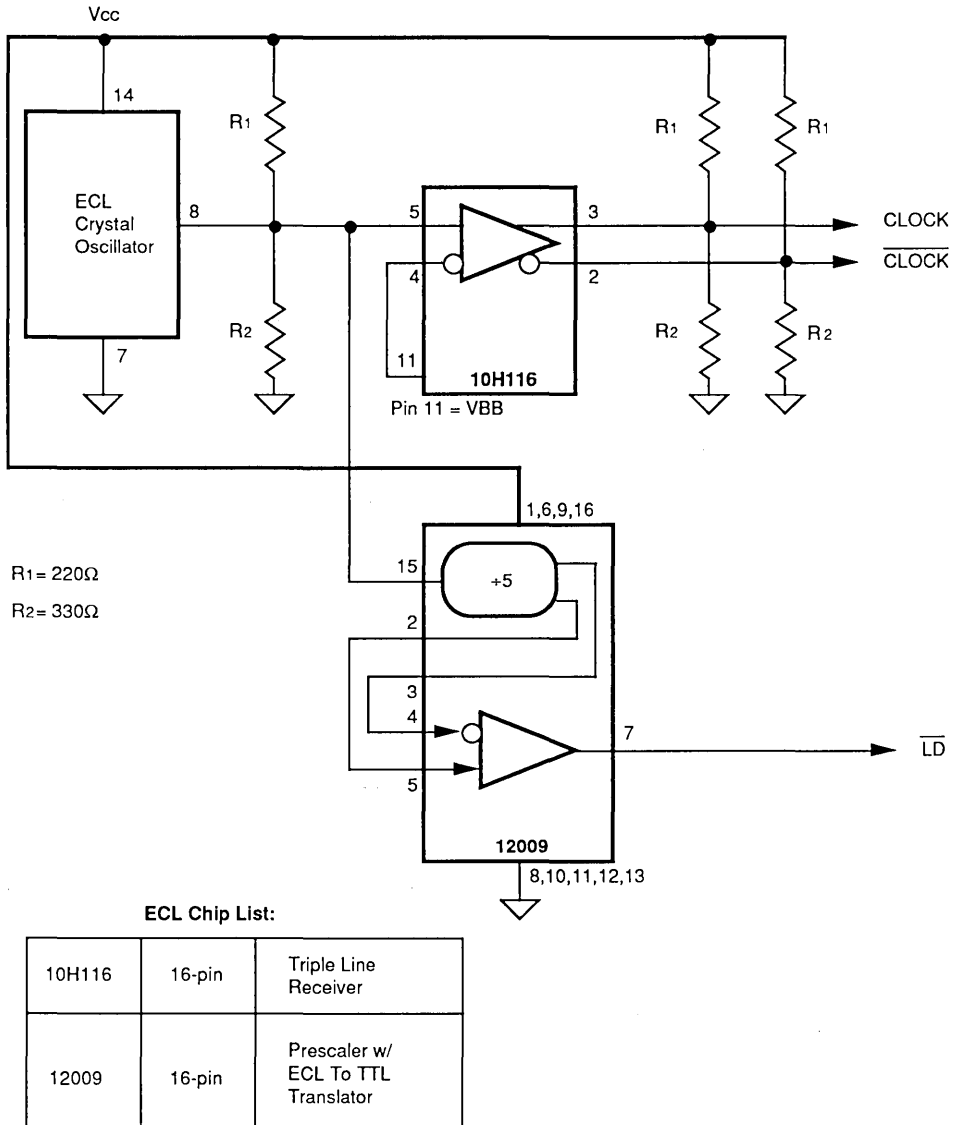 Vcc
14
R1
R1
R1
ECL
Crystal
Oscillator
8
5
3
CLOCK
CLOCK
4
2
R2
R2
R2
7
11
10H116
Pin 11 = VBB
1,6,9,16
R1= 220Ω
15
÷5
R2= 330Ω
2
3
4
7
LD
5
12009
8,10,11,12,13
ECL Chip List:
10H116
16-pin
Triple Line
Receiver
12009
16-pin
Prescaler w/
ECL To TTL
Translator